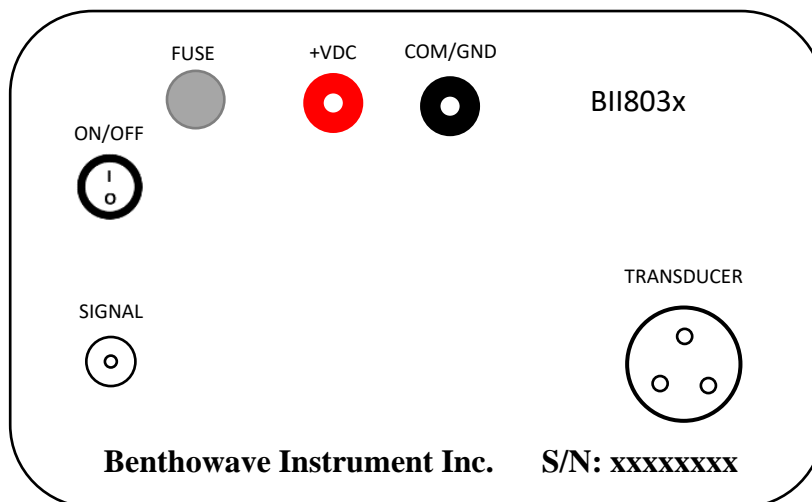 FUSE +VDC COM/GND
BII803x
ON/OFF
I
O
TRANSDUCER
SIGNAL
Benthowave Instrument Inc. S/N: xxxxxxxx